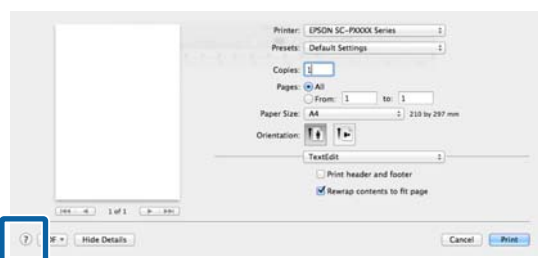 Printer: EPSON SC-PXXXX Series
Presets: Default Settings
Copies: 1
Pages: All
From: 1 to: 1
Paper Size: A4 210 by 297 mm
Orientation:
TextEdit
Print header and footer
Rewrap contents to fit page
1 of 1
? DF Hide Details Cancel Print